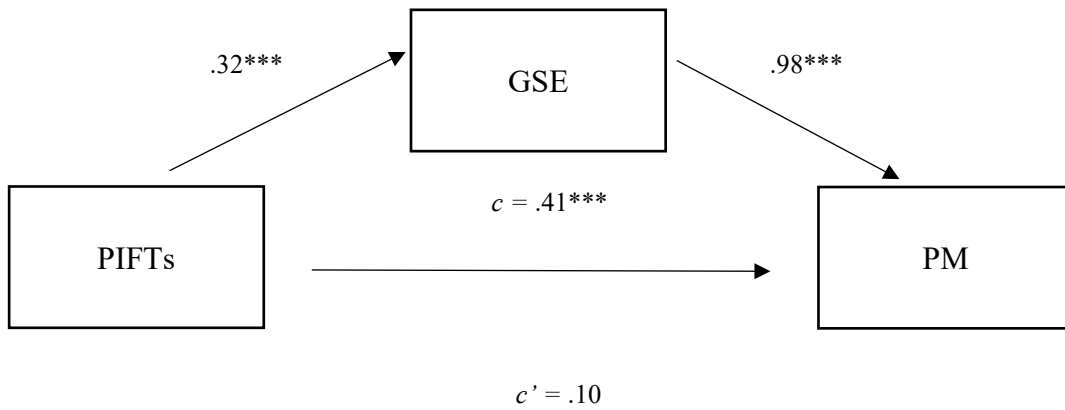 .32***
GSE
.98***
c = .41***
PIFTs
PM
c’ = .10